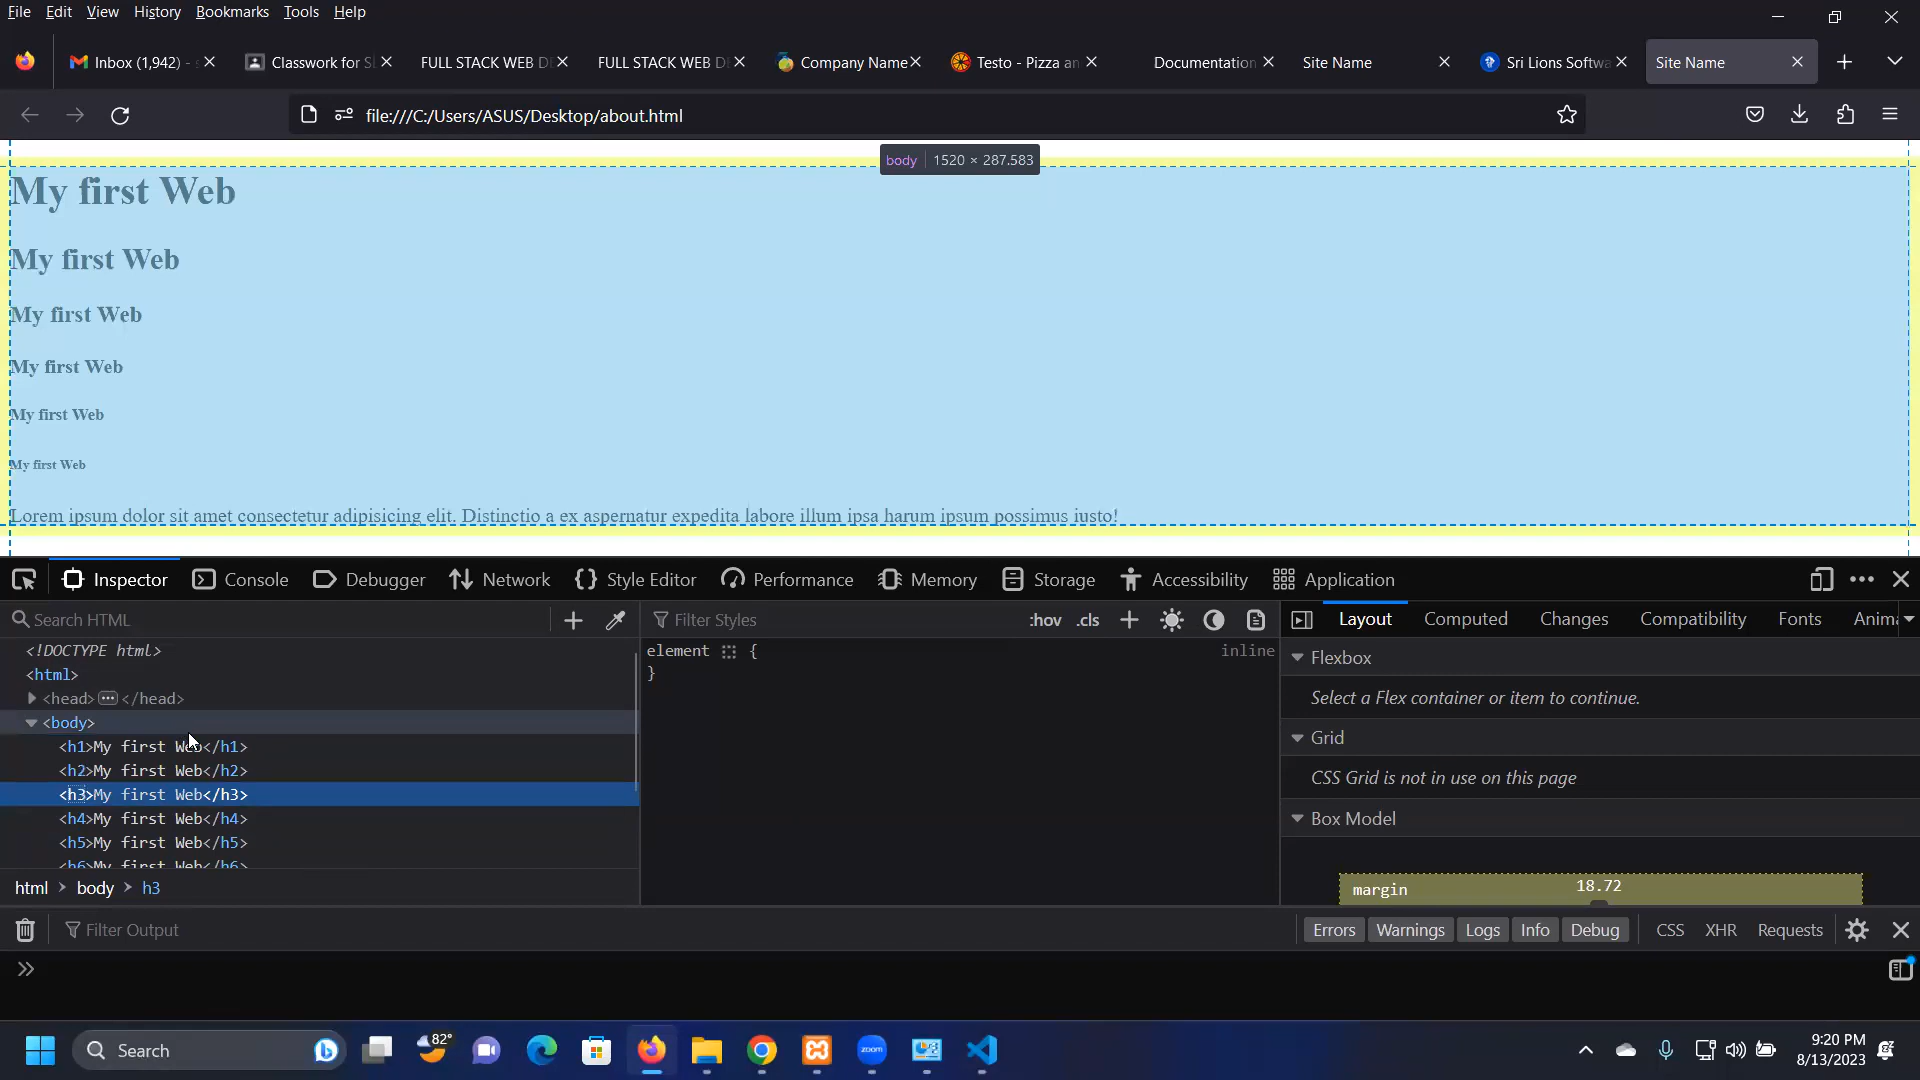 File Edit View History Bookmarks Tools Help
Inbox (1,942) -
Classwork for S
FULL STACK WEB D
FULL STACK WEB D
Company Name
Testo - Pizza an
Documentation
Site Name
Sri Lions Softwa
Site Name
file:///C:/Users/ASUS/Desktop/about.html
body 1520 × 287.583
My first Web
My first Web
My first Web
My first Web
My first Web
My first Web
Lorem ipsum dolor sit amet consectetur adipisicing elit. Distinctio a ex aspernatur expedita labore illum ipsa harum ipsum possimus iusto!
Inspector Console Debugger Network Style Editor Performance Memory Storage Accessibility Application
Search HTML
Filter Styles :hov .cls
Layout Computed Changes Compatibility Fonts Anima
<!DOCTYPE html>
<html>
<head> </head>
<body>
<h1>My first Web</h1>
<h2>My first Web</h2>
<h3>My first Web</h3>
<h4>My first Web</h4>
<h5>My first Web</h5>
<h6>My first Web</h6>
element { inline
}
Flexbox
Select a Flex container or item to continue.
Grid
CSS Grid is not in use on this page
Box Model
margin 18.72
html > body > h3
Filter Output
Errors Warnings Logs Info Debug CSS XHR Requests
>>
Search
82°
zoom
9:20 PM
8/13/2023